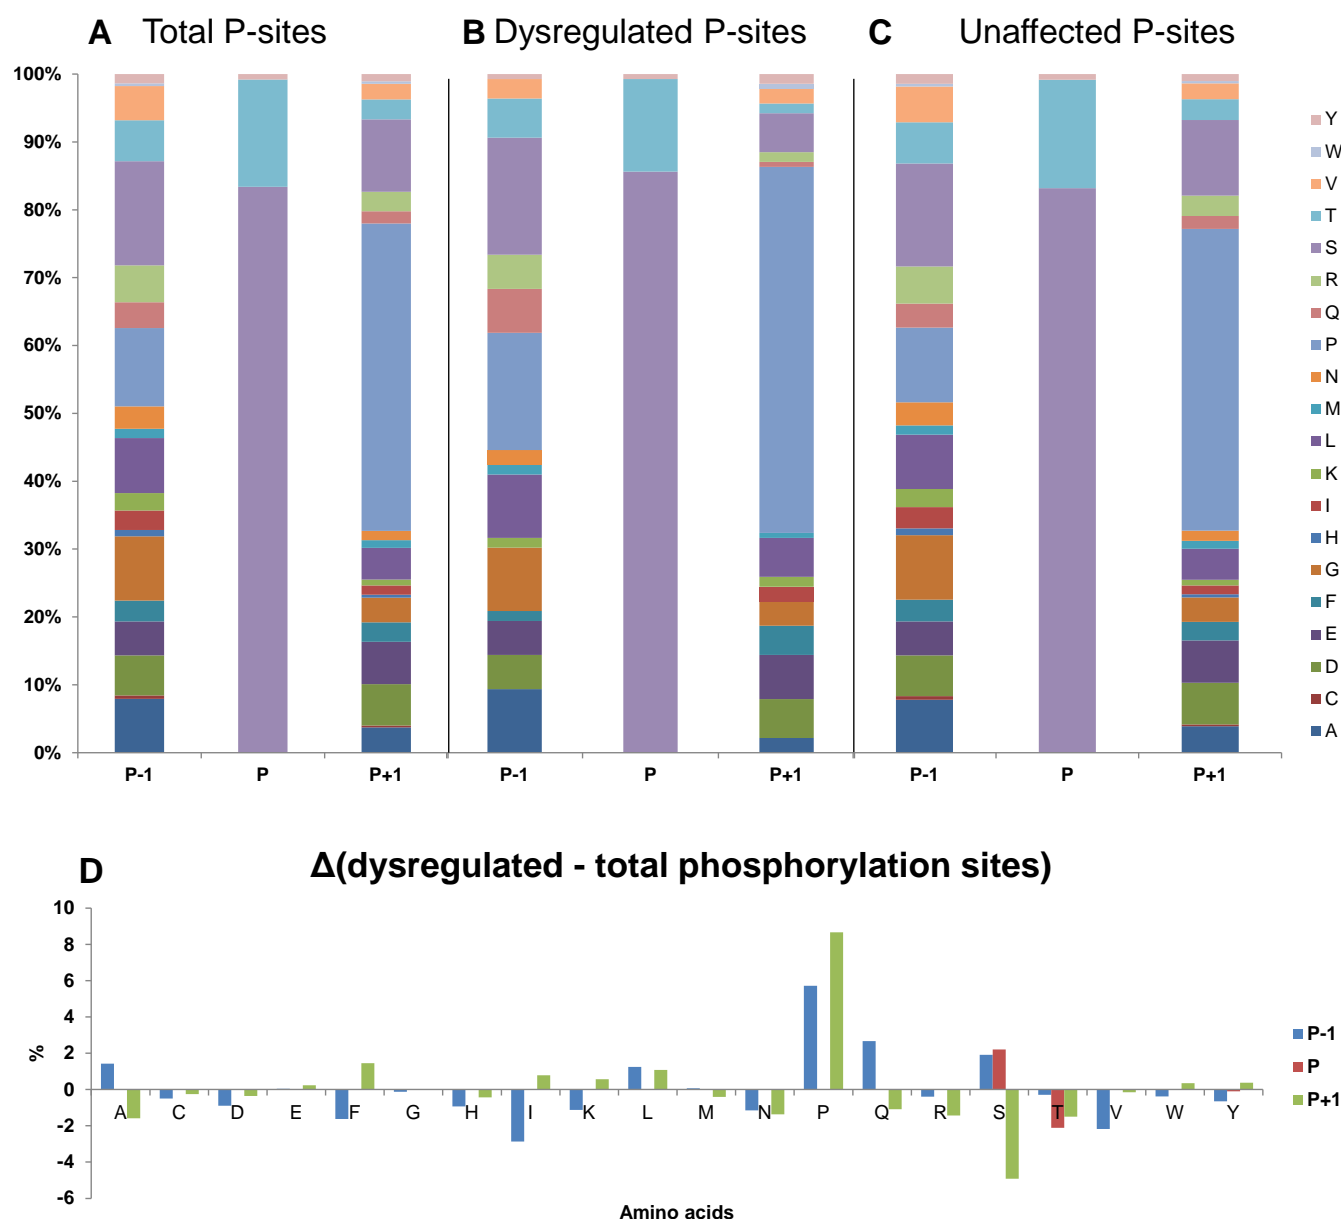 A Total P-sites
B Dysregulated P-sites
C Unaffected P-sites
100%
90%
80%
70%
60%
50%
40%
30%
20%
10%
0%
P-1 P P+1 P-1 P P+1 P-1 P P+1
Y
W
V
T
S
R
Q
P
N
M
L
K
I
H
G
F
E
D
C
A
D Δ(dysregulated - total phosphorylation sites)
10
8
6
4
2
0
-2
-4
-6
%
A C D E F G H I K L M N P Q R S T V W Y
Amino acids
P-1
P
P+1